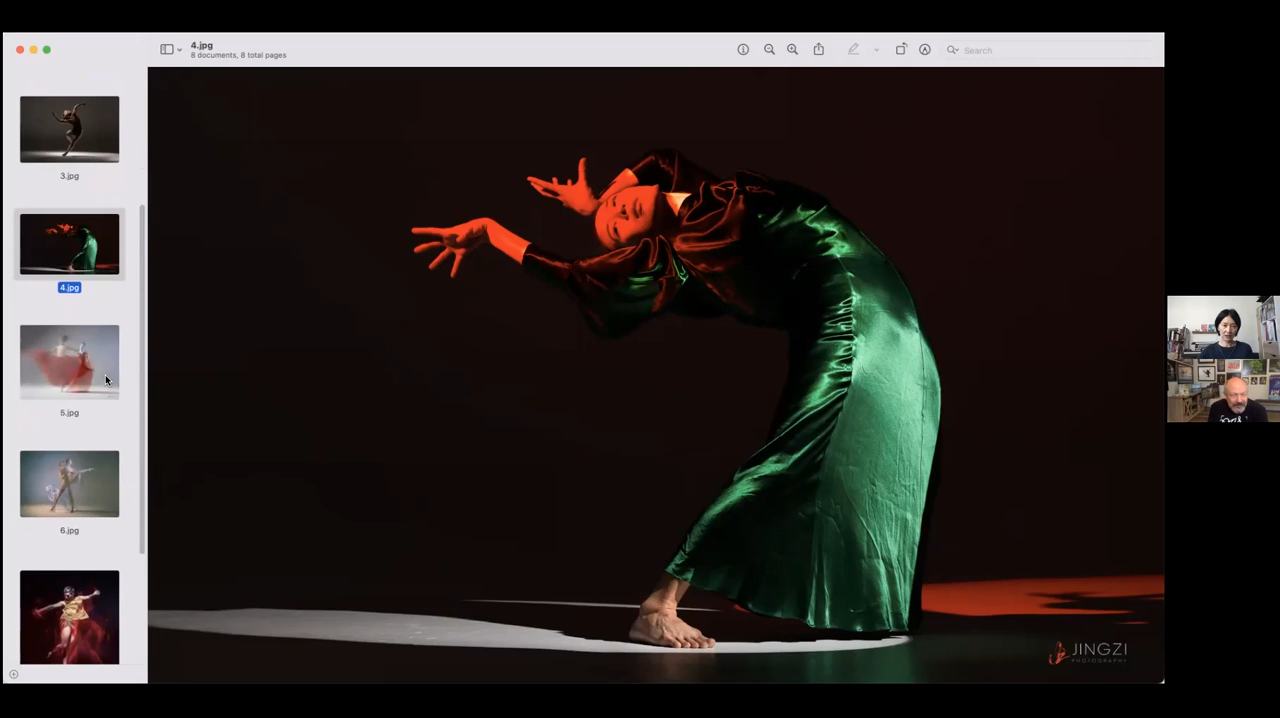 4.jpg
8 documents, 8 total pages
Search
3.jpg
4.jpg
5.jpg
6.jpg
JINGZI
PHOTOGRAPHY